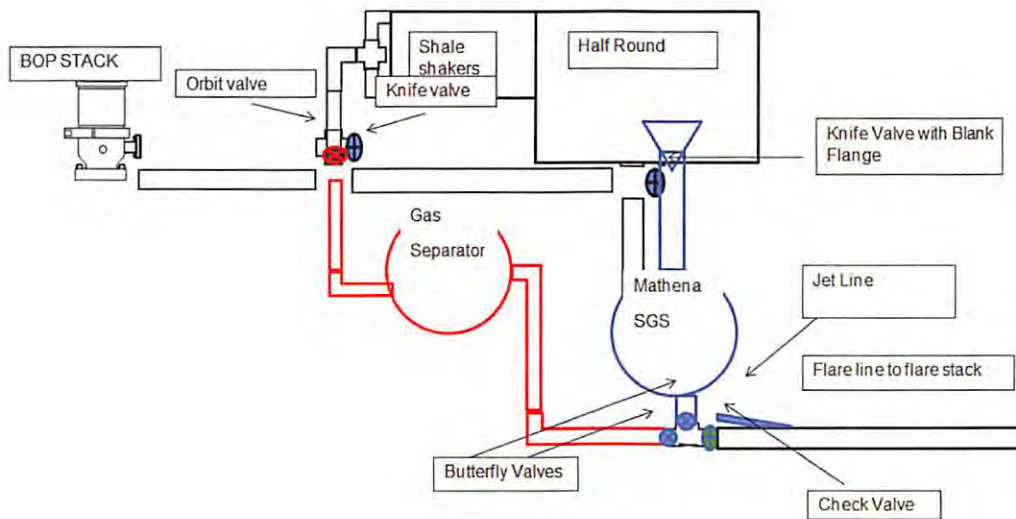 BOP STACK
Orbit valve
Shale
shakers
Knife valve
Half Round
Knife Valve with Blank
Flange
Gas
Separator
Mathena
SGS
Jet Line
Flare line to flare stack
Butterfly Valves
Check Valve